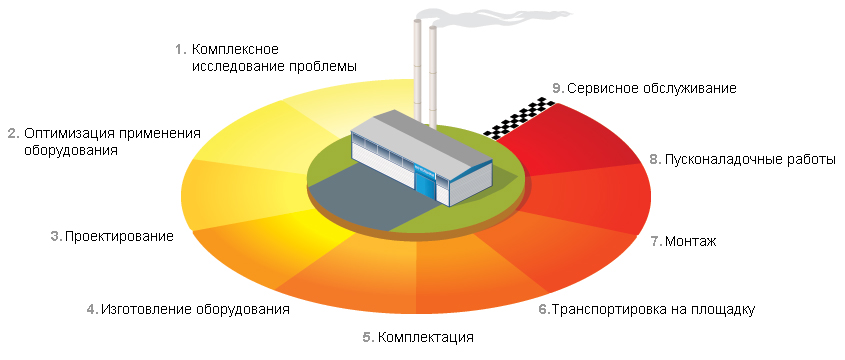 1. Комплексное
исследование проблемы
2. Оптимизация применения
оборудования
3. Проектирование
4. Изготовление оборудования
5. Комплектация
6. Транспортировка на площадку
7. Монтаж
8. Пусконаладочные работы
9. Сервисное обслуживание